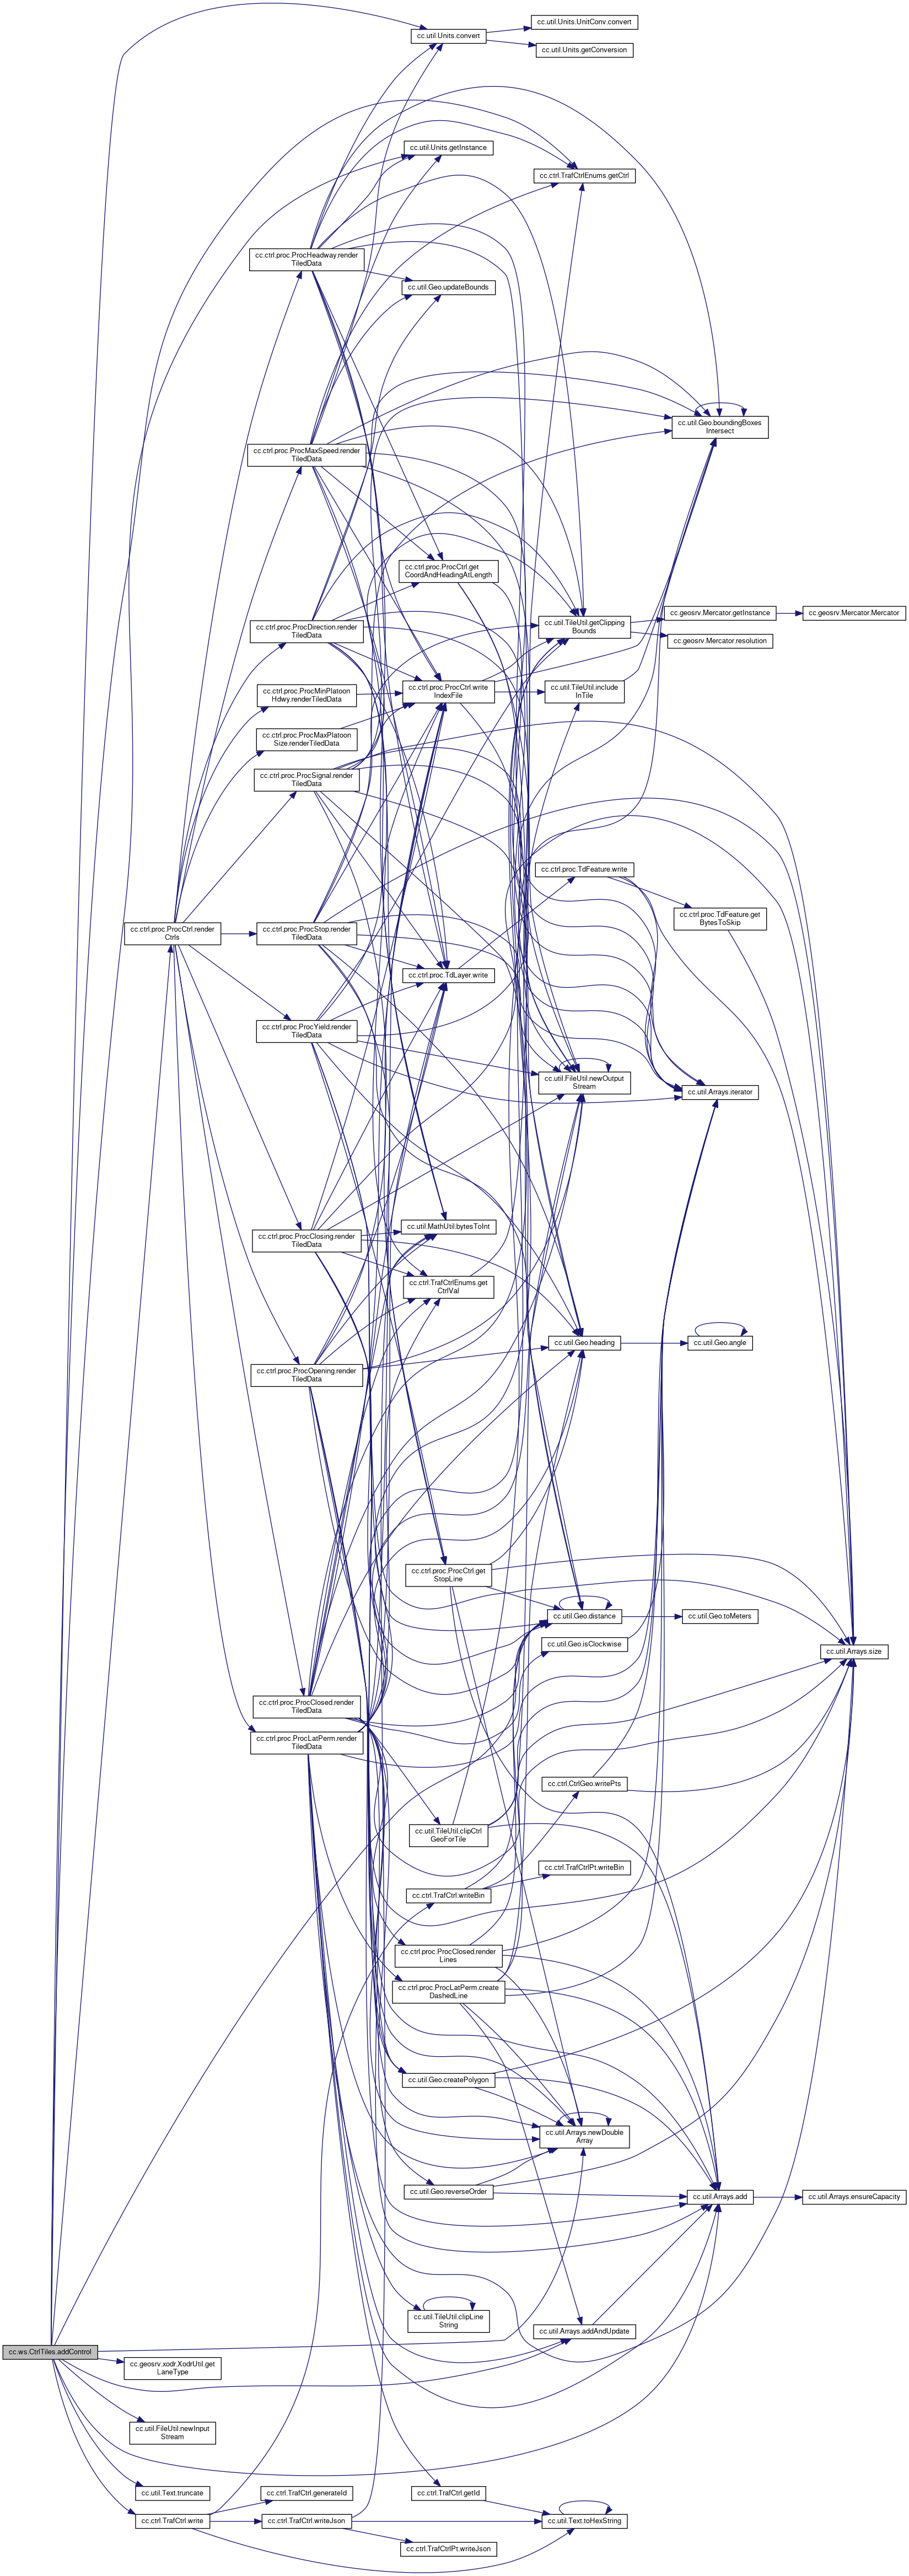 cc.util.Units.UnitConv.convert
cc.util.Units.convert
cc.util.Units.getConversion
cc.util.Units.getInstance
cc.ctrl.TrafCtrlEnums.getCtrl
cc.ctrl.proc.ProcHeadway.render
TiledData
cc.util.Geo.updateBounds
cc.util.Geo.boundingBoxes
Intersect
cc.ctrl.proc.ProcMaxSpeed.render
TiledData
cc.ctrl.proc.ProcCtrl.get
CoordAndHeadingAtLength
cc.geosrv.Mercator.getInstance
cc.geosrv.Mercator.Mercator
cc.ctrl.proc.ProcDirection.render
TiledData
cc.util.TileUtil.getClipping
Bounds
cc.geosrv.Mercator.resolution
cc.ctrl.proc.ProcMinPlatoon
Hdwy.renderTiledData
cc.ctrl.proc.ProcCtrl.write
IndexFile
cc.util.TileUtil.include
InTile
cc.ctrl.proc.ProcMaxPlatoon
Size.renderTiledData
cc.ctrl.proc.ProcSignal.render
TiledData
cc.ctrl.proc.TdFeature.write
cc.ctrl.proc.TdFeature.get
BytesToSkip
cc.ctrl.proc.ProcCtrl.render
Ctrls
cc.ctrl.proc.ProcStop.render
TiledData
cc.ctrl.proc.TdLayer.write
cc.ctrl.proc.ProcYield.render
TiledData
cc.util.FileUtil.newOutput
Stream
cc.util.Arrays.iterator
cc.util.MathUtil.bytesToInt
cc.ctrl.proc.ProcClosing.render
TiledData
cc.ctrl.TrafCtrlEnums.get
CtrlVal
cc.util.Geo.heading
cc.util.Geo.angle
cc.ctrl.proc.ProcOpening.render
TiledData
cc.ctrl.proc.ProcCtrl.get
StopLine
cc.util.Geo.distance
cc.util.Geo.toMeters
cc.util.Geo.isClockwise
cc.util.Arrays.size
cc.ctrl.proc.ProcClosed.render
TiledData
cc.ctrl.proc.ProcLatPerm.render
TiledData
cc.ctrl.CtrlGeo.writePts
cc.util.TileUtil.clipCtrl
GeoForTile
cc.ctrl.TrafCtrlPt.writeBin
cc.ctrl.TrafCtrl.writeBin
cc.ctrl.proc.ProcClosed.render
Lines
cc.ctrl.proc.ProcLatPerm.create
DashedLine
cc.util.Geo.createPolygon
cc.util.Arrays.newDouble
Array
cc.util.Geo.reverseOrder
cc.util.Arrays.add
cc.util.Arrays.ensureCapacity
cc.util.TileUtil.clipLine
String
cc.util.Arrays.addAndUpdate
cc.ws.CtrlTiles.addControl
cc.geosrv.xodr.XodrUtil.get
LaneType
cc.util.FileUtil.newInput
Stream
cc.util.Text.truncate
cc.ctrl.TrafCtrl.generateId
cc.ctrl.TrafCtrl.getId
cc.ctrl.TrafCtrl.write
cc.ctrl.TrafCtrl.writeJson
cc.util.Text.toHexString
cc.ctrl.TrafCtrlPt.writeJson